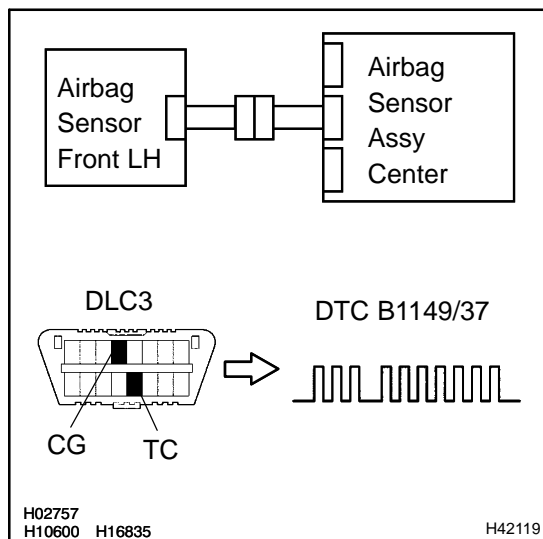 Airbag
Sensor
Front LH
Airbag
Sensor
Assy
Center
DLC3
DTC B1149/37
CG
TC
H02757
H10600 H16835
H42119